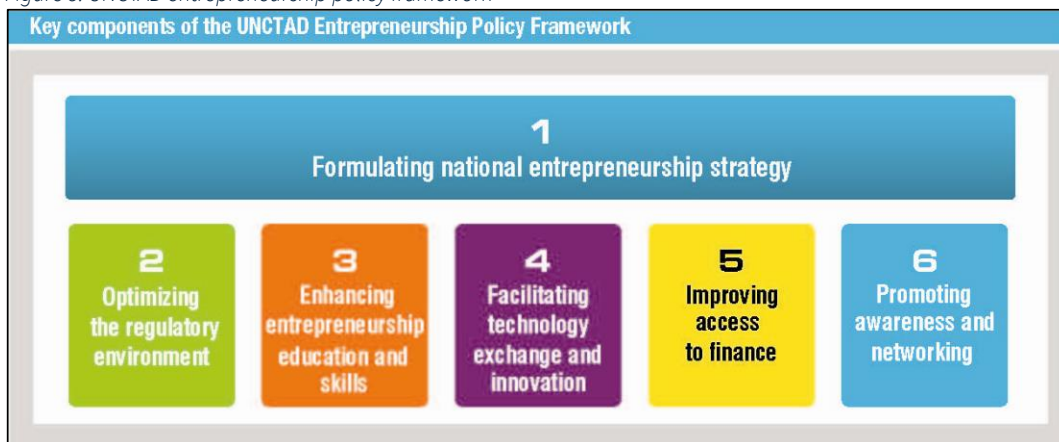 Key components of the UNCTAD Entrepreneurship Policy Framework
1
Formulating national entrepreneurship strategy
2
Optimizing
the regulatory
environment
3
Enhancing
entrepreneurship
education and
skills
4
Facilitating
technology
exchange and
innovation
5
Improving
access
to finance
6
Promoting
awareness and
networking